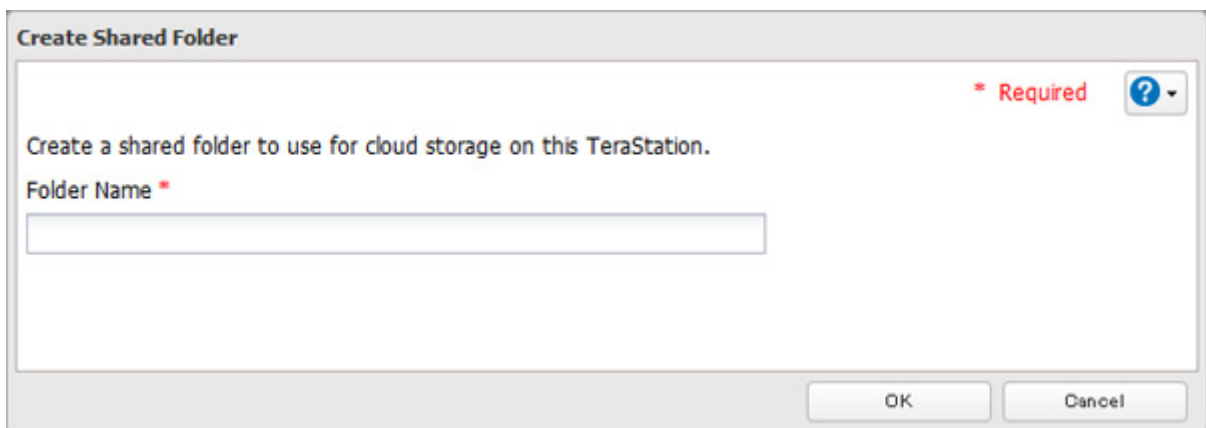 Create Shared Folder
* Required
Create a shared folder to use for cloud storage on this TeraStation.
Folder Name *
OK
Cancel